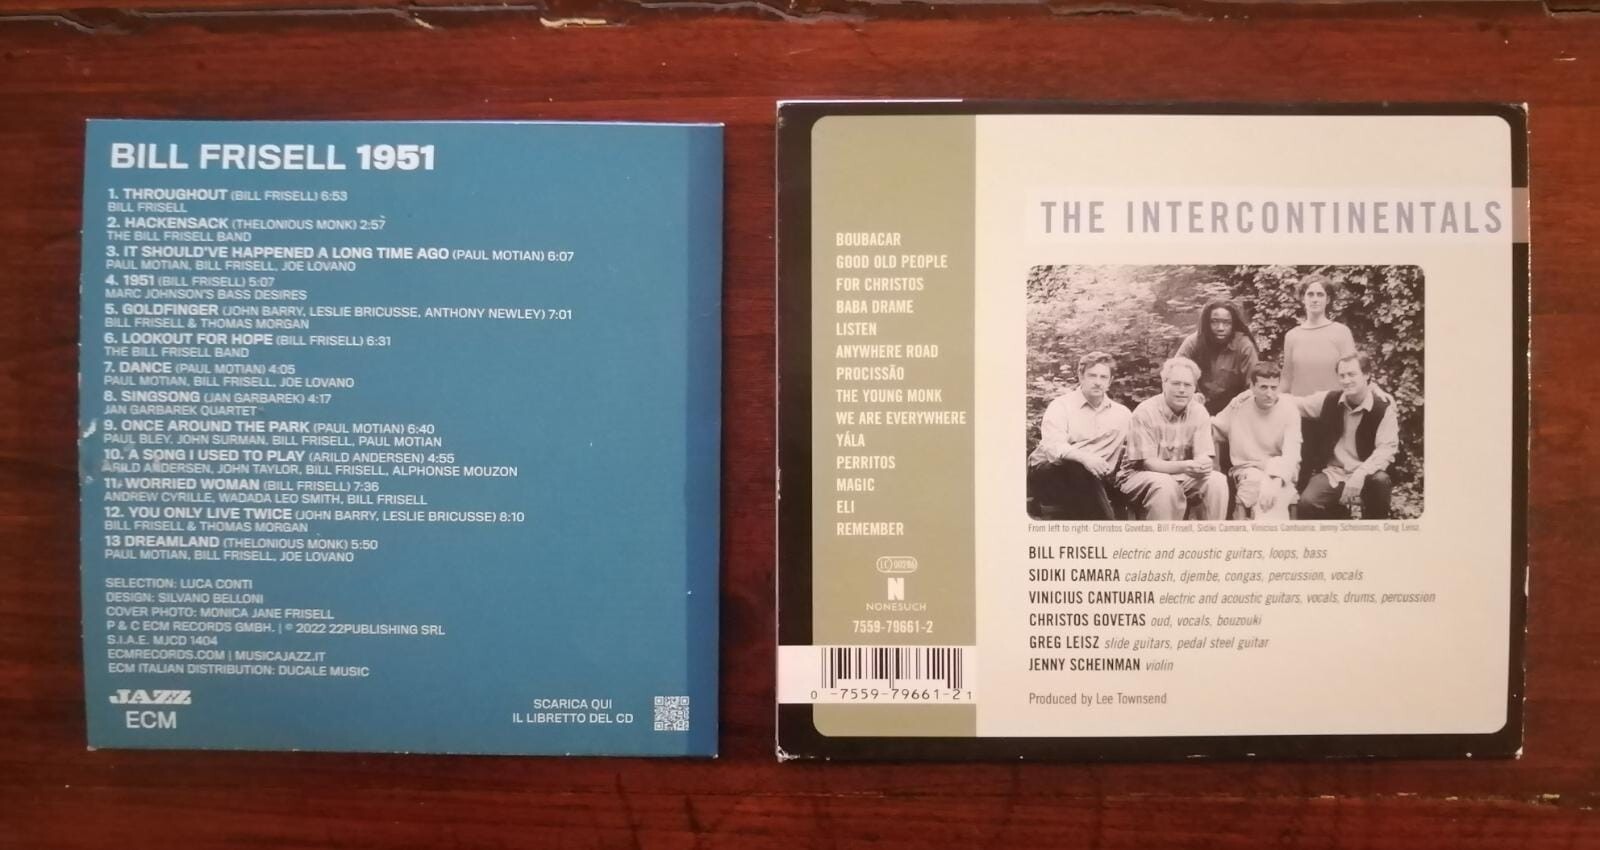 BILL FRISELL 1951
1. THROUGHOUT (BILL FRISELL) 6:53
BILL FRISELL
2. HACKENSACK (THELONIOUS MONK) 2:57
THE BILL FRISELL BAND
3. IT SHOULD'VE HAPPENED A LONG TIME AGO (PAUL MOTIAN) 6:07
PAUL MOTIAN, BILL FRISELL, JOE LOVANO
4. 1951 (BILL FRISELL) 5:07
MARC JOHNSON'S BASS DESIRES
5. GOLDFINGER (JOHN BARRY, LESLIE BRICUSSE, ANTHONY NEWLEY) 7:01
BILL FRISELL & THOMAS MORGAN
6. LOOKOUT FOR HOPE (BILL FRISELL) 6:31
THE BILL FRISELL BAND
7. DANCE (PAUL MOTIAN) 4:05
PAUL MOTIAN, BILL FRISELL, JOE LOVANO
8. SINGSONG (JAN GARBAREK) 4:17
JAN GARBAREK QUARTET
9. ONCE AROUND THE PARK (PAUL MOTIAN) 6:40
PAUL BLEY, JOHN SURMAN, BILL FRISELL, PAUL MOTIAN
10. A SONG I USED TO PLAY (ARILD ANDERSEN) 4:55
ARILD ANDERSEN, JOHN TAYLOR, BILL FRISELL, ALPHONSE MOUZON
11. WORRIED WOMAN (BILL FRISELL) 7:36
ANDREW CYRILLE, WADADA LEO SMITH, BILL FRISELL
12. YOU ONLY LIVE TWICE (JOHN BARRY, LESLIE BRICUSSE) 8:10
BILL FRISELL & THOMAS MORGAN
13 DREAMLAND (THELONIOUS MONK) 5:50
PAUL MOTIAN, BILL FRISELL, JOE LOVANO
SELECTION: LUCA CONTI
DESIGN: SILVANO BELLONI
COVER PHOTO: MONICA JANE FRISELL
P & C ECM RECORDS GMBH. | © 2022 22PUBLISHING SRL
S.I.A.E. MJCD 1404
ECMRECORDS.COM | MUSICAJAZZ.IT
ECM ITALIAN DISTRIBUTION: DUCALE MUSIC
JAZZ
ECM
SCARICA QUI
IL LIBRETTO DEL CD
THE INTERCONTINENTALS
BOUBACAR
GOOD OLD PEOPLE
FOR CHRISTOS
BABA DRAME
LISTEN
ANYWHERE ROAD
PROCISSÃO
THE YOUNG MONK
WE ARE EVERYWHERE
YÁLA
PERRITOS
MAGIC
ELI
REMEMBER
LC 00286
N
NONESUCH
7559-79661-2
0 -7559-79661-2 1
From left to right: Christos Govetas, Bill Frisell, Sidiki Camara, Vinicius Cantuaria, Jenny Scheinman, Greg Leisz.
BILL FRISELL electric and acoustic guitars, loops, bass
SIDIKI CAMARA calabash, djembe, congas, percussion, vocals
VINICIUS CANTUARIA electric and acoustic guitars, vocals, drums, percussion
CHRISTOS GOVETAS oud, vocals, bouzouki
GREG LEISZ slide guitars, pedal steel guitar
JENNY SCHEINMAN violin
Produced by Lee Townsend